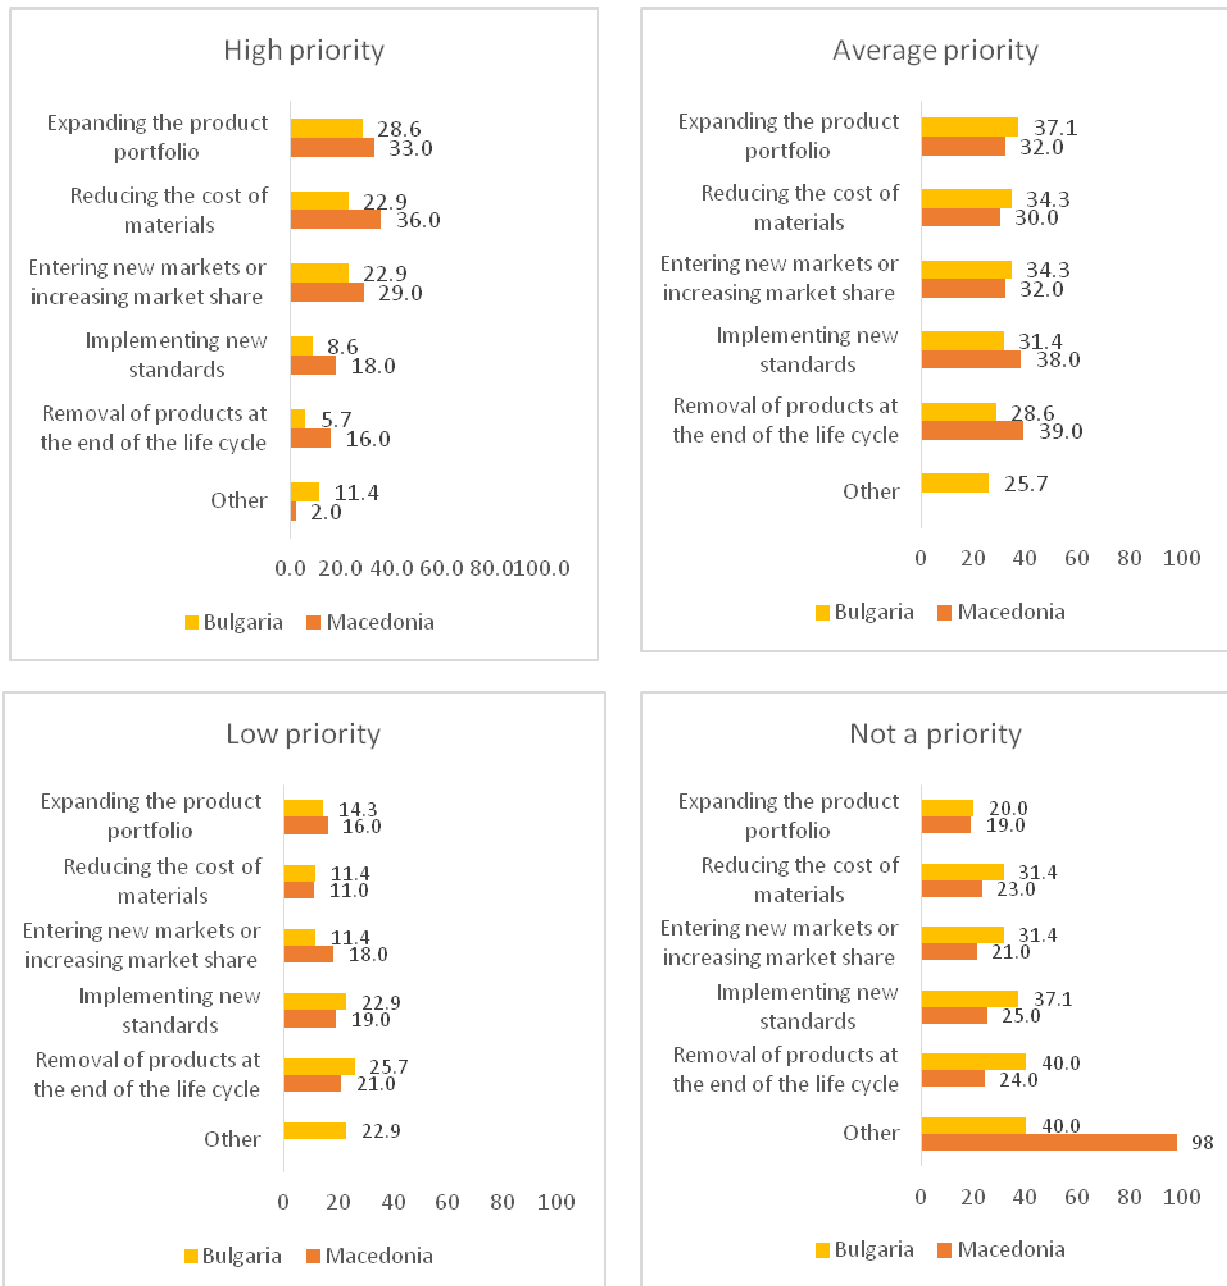 High priority
Expanding the product
portfolio
28.6
33.0
Reducing the cost of
materials
22.9
36.0
Entering new markets or
increasing market share
22.9
29.0
Implementing new
standards
8.6
18.0
Removal of products at
the end of the life cycle
5.7
16.0
Other
11.4
2.0
0.0 20.0 40.0 60.0 80.0 100.0
Bulgaria Macedonia
Average priority
Expanding the product
portfolio
37.1
32.0
Reducing the cost of
materials
34.3
30.0
Entering new markets or
increasing market share
34.3
32.0
Implementing new
standards
31.4
38.0
Removal of products at
the end of the life cycle
28.6
39.0
Other
25.7
0 20 40 60 80 100
Bulgaria Macedonia
Low priority
Expanding the product
portfolio
14.3
16.0
Reducing the cost of
materials
11.4
11.0
Entering new markets or
increasing market share
11.4
18.0
Implementing new
standards
22.9
19.0
Removal of products at
the end of the life cycle
25.7
21.0
Other
22.9
0 20 40 60 80 100
Bulgaria Macedonia
Not a priority
Expanding the product
portfolio
20.0
19.0
Reducing the cost of
materials
31.4
23.0
Entering new markets or
increasing market share
31.4
21.0
Implementing new
standards
37.1
25.0
Removal of products at
the end of the life cycle
40.0
24.0
Other
40.0
98
0 20 40 60 80 100
Bulgaria Macedonia